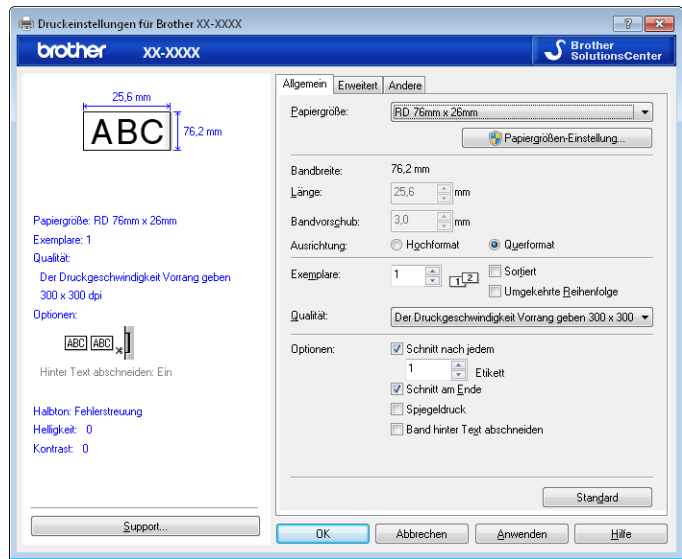 Druckeinstellungen für Brother XX-XXXX
brother XX-XXXX
Brother
SolutionsCenter
25,6 mm
ABC
76,2 mm
Papiergröße: RD 76mm x 26mm
Exemplare: 1
Qualität:
Der Druckgeschwindigkeit Vorrang geben
300 x 300 dpi
Optionen:
ABC ABC
Hinter Text abschneiden: Ein
Halbton: Fehlerstreuung
Helligkeit: 0
Kontrast: 0
Support...
Allgemein Erweitert Andere
Papiergröße: RD 76mm x 26mm
Papiergrößen-Einstellung...
Bandbreite: 76,2 mm
Länge: 25,6 mm
Bandvorschub: 3,0 mm
Ausrichtung: Hochformat Querformat
Exemplare: 1 1 2 Sortiert
Umgekehrte Reihenfolge
Qualität: Der Druckgeschwindigkeit Vorrang geben 300 x 300
Optionen: Schnitt nach jedem
1 Etikett
Schnitt am Ende
Spiegeldruck
Band hinter Text abschneiden
Standard
OK Abbrechen Anwenden Hilfe